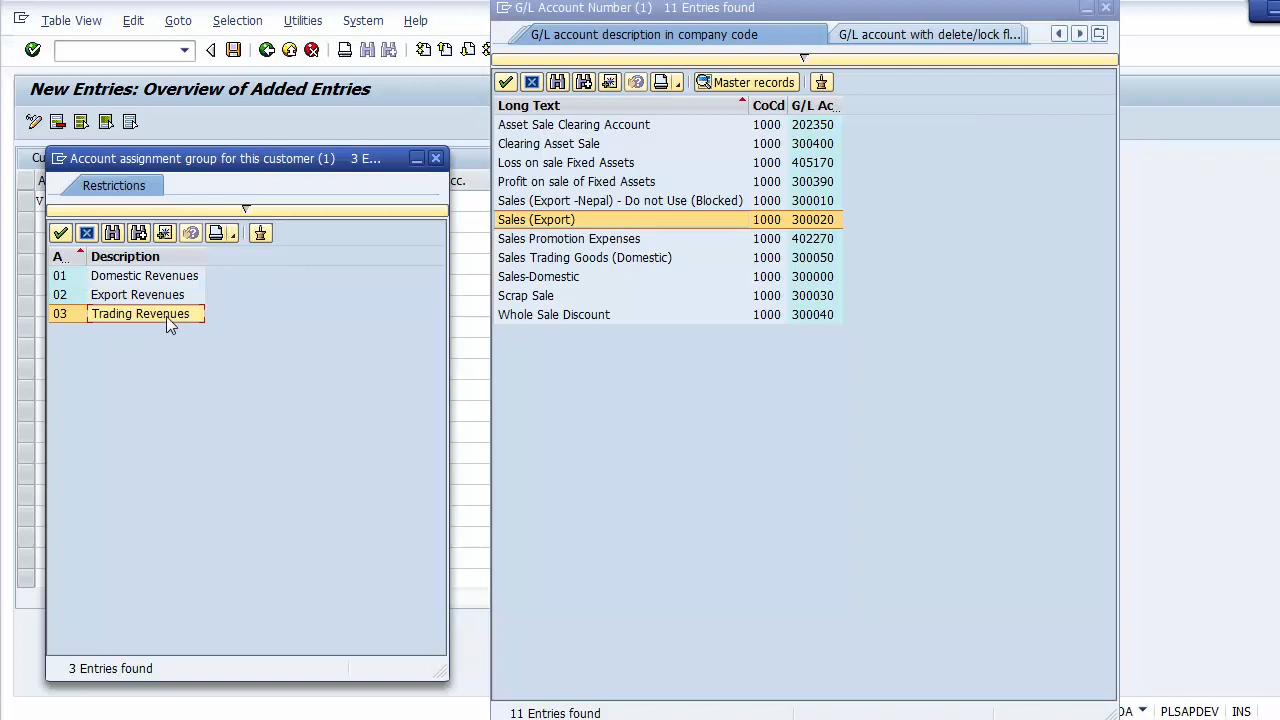 Table View Edit Goto Selection Utilities System Help
New Entries: Overview of Added Entries
Cu
A
cc.
V
Account assignment group for this customer (1) 3 E...
Restrictions
A.. Description
01 Domestic Revenues
02 Export Revenues
03 Trading Revenues
3 Entries found
G/L Account Number (1) 11 Entries found
G/L account description in company code
G/L account with delete/lock fl...
Master records
Long Text CoCd G/L Ac..
Asset Sale Clearing Account 1000 202350
Clearing Asset Sale 1000 300400
Loss on sale Fixed Assets 1000 405170
Profit on sale of Fixed Assets 1000 300390
Sales (Export -Nepal) - Do not Use (Blocked) 1000 300010
Sales (Export) 1000 300020
Sales Promotion Expenses 1000 402270
Sales Trading Goods (Domestic) 1000 300050
Sales-Domestic 1000 300000
Scrap Sale 1000 300030
Whole Sale Discount 1000 300040
11 Entries found
DA PLSAPDEV INS